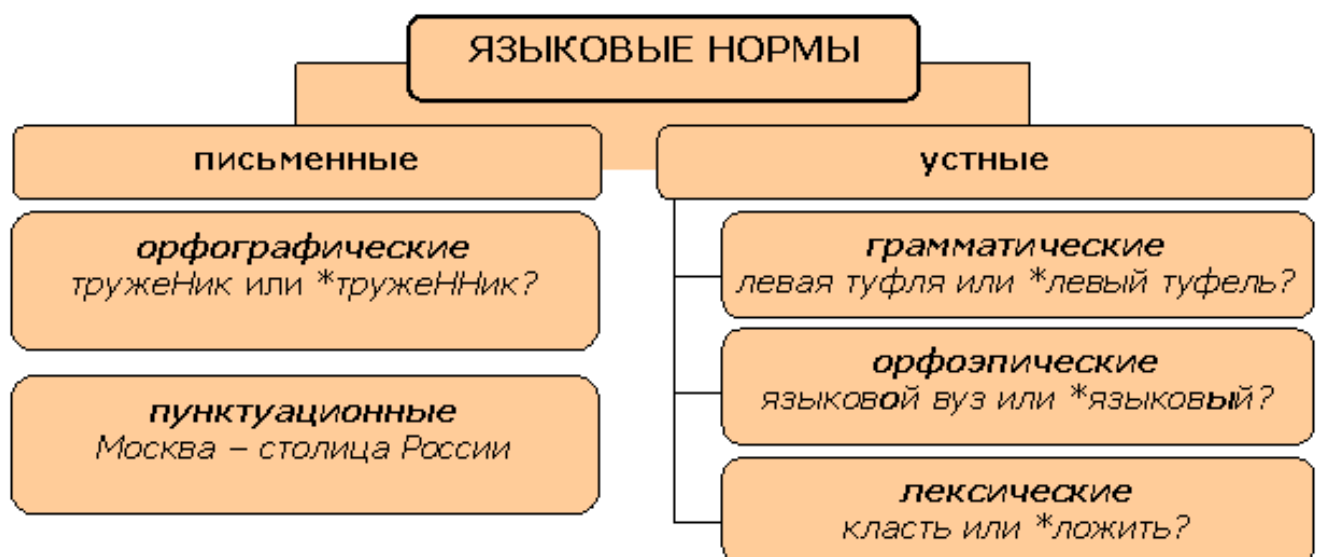 ЯЗЫКОВЫЕ НОРМЫ
письменные
орфографические
тружеНик или *тружеННик?
пунктуационные
Москва – столица России
устные
грамматические
левая туфля или *левый туфель?
орфоэпические
языковой вуз или *языковый?
лексические
класть или *ложить?